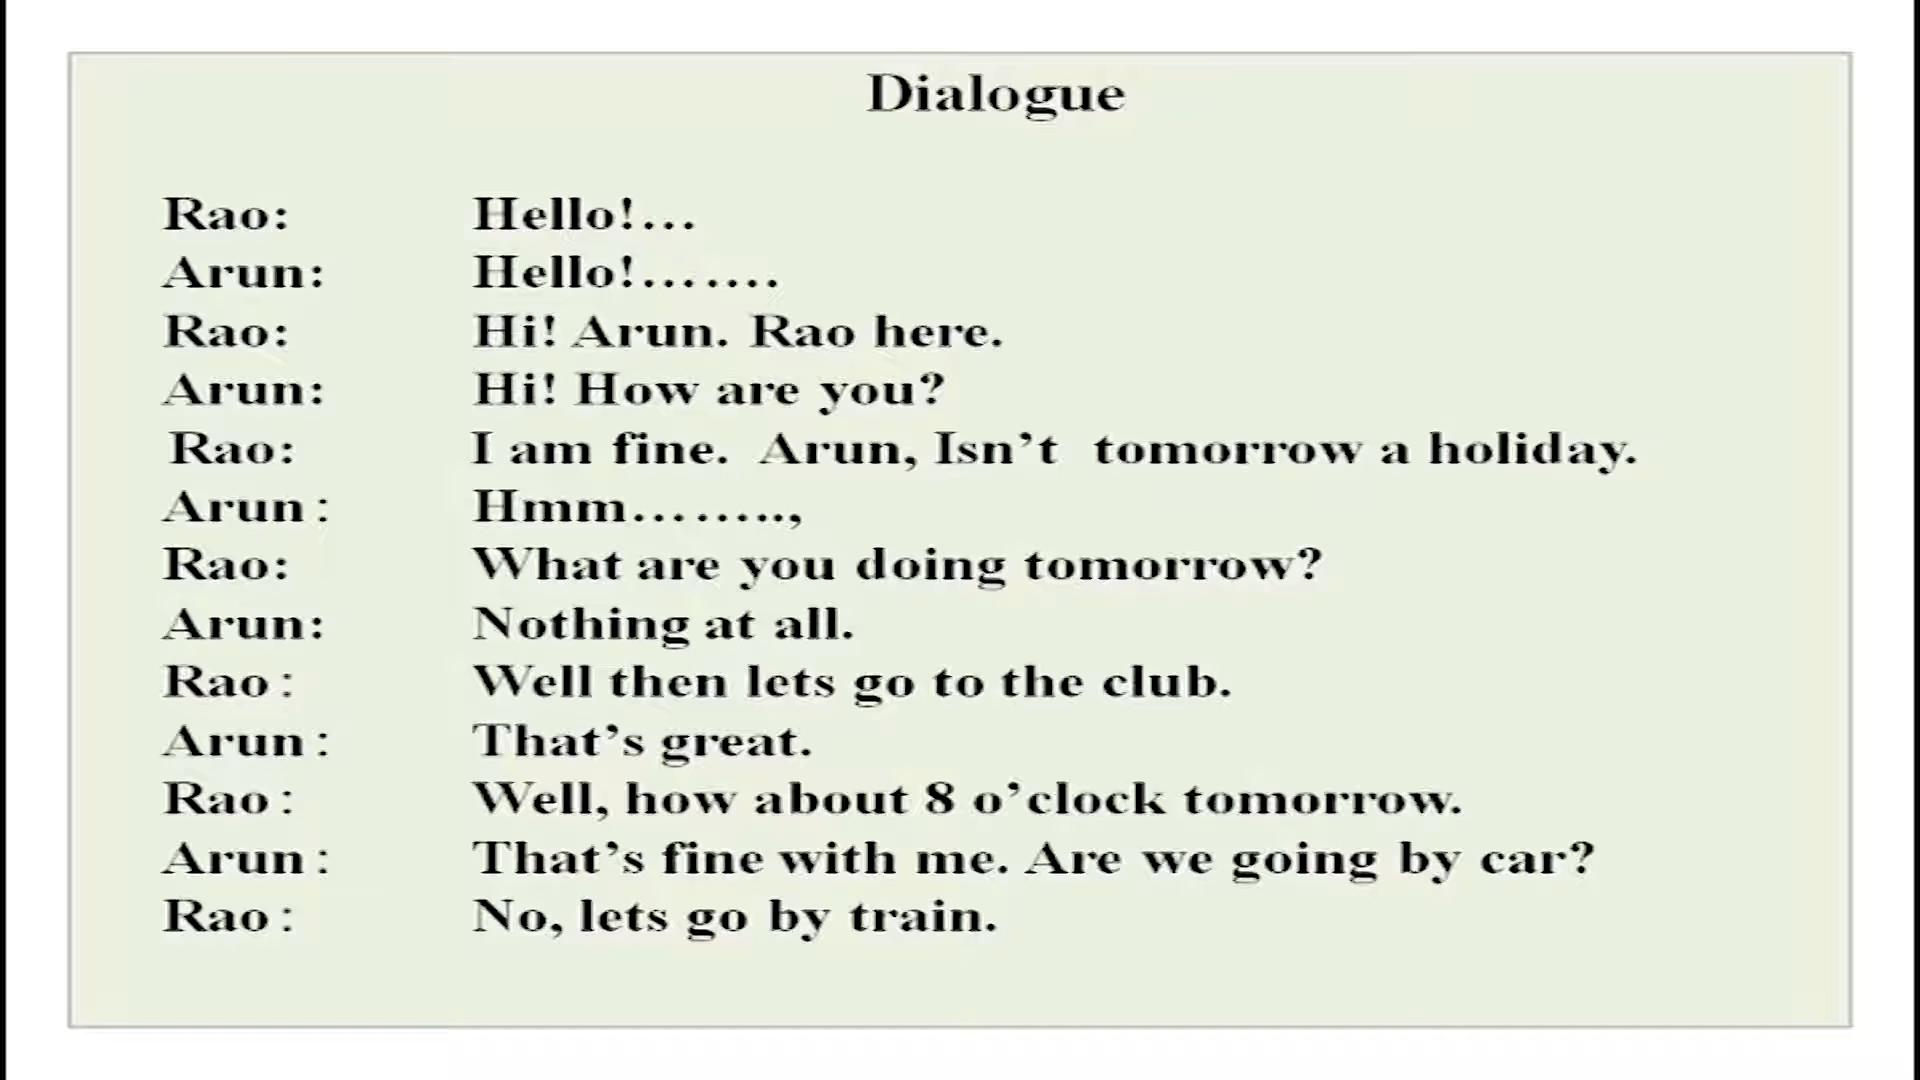 Dialogue
Rao: Hello!...
Arun: Hello!.......
Rao: Hi! Arun. Rao here.
Arun: Hi! How are you?
Rao: I am fine. Arun, Isn’t tomorrow a holiday.
Arun : Hmm........,
Rao: What are you doing tomorrow?
Arun: Nothing at all.
Rao : Well then lets go to the club.
Arun : That’s great.
Rao : Well, how about 8 o’clock tomorrow.
Arun : That’s fine with me. Are we going by car?
Rao : No, lets go by train.